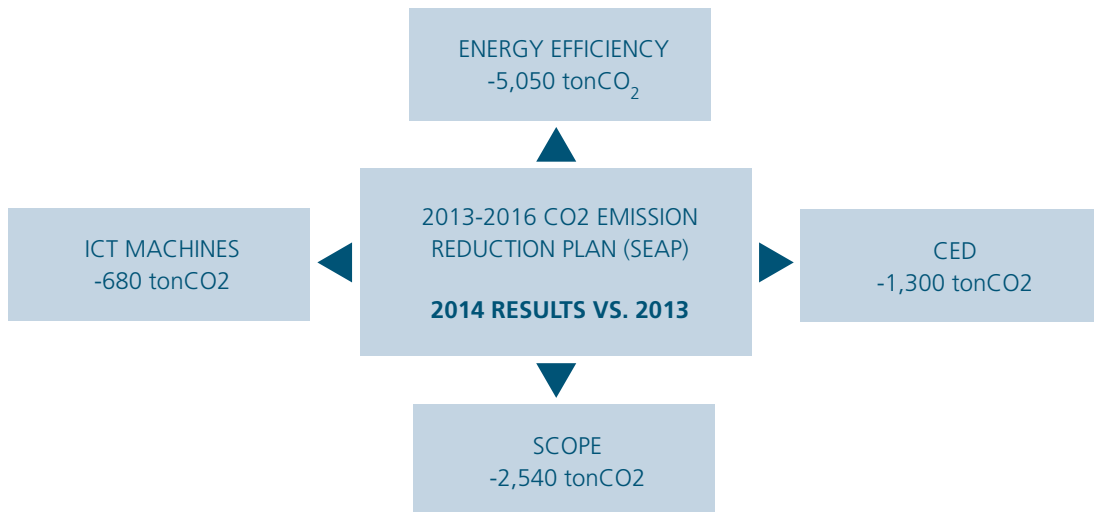 ENERGY EFFICIENCY
-5,050 tonCO₂
2013-2016 CO2 EMISSION
REDUCTION PLAN (SEAP)
2014 RESULTS VS. 2013
ICT MACHINES
-680 tonCO2
CED
-1,300 tonCO2
SCOPE
-2,540 tonCO2